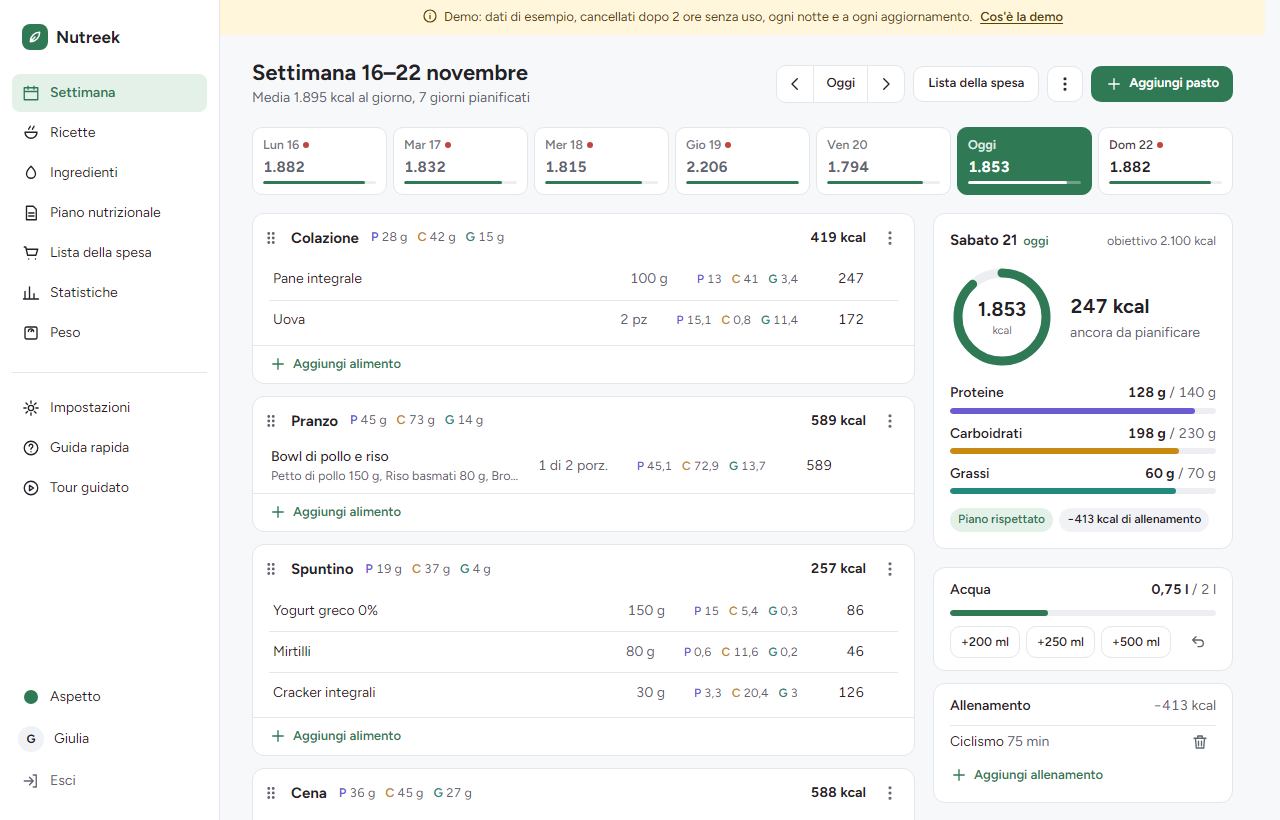 Nutreek
Settimana
Ricette
Ingredienti
Piano nutrizionale
Lista della spesa
Statistiche
Peso
Impostazioni
Guida rapida
Tour guidato
Aspetto
G Giulia
Esci
Demo: dati di esempio, cancellati dopo 2 ore senza uso, ogni notte e a ogni aggiornamento. Cos'è la demo
Settimana 16–22 novembre
Media 1.895 kcal al giorno, 7 giorni pianificati
Oggi
Lista della spesa
Aggiungi pasto
Lun 16
1.882
Mar 17
1.832
Mer 18
1.815
Gio 19
2.206
Ven 20
1.794
Oggi
1.853
Dom 22
1.882
Colazione P 28 g C 42 g G 15 g 419 kcal
Pane integrale 100 g P 13 C 41 G 3,4 247
Uova 2 pz P 15,1 C 0,8 G 11,4 172
Aggiungi alimento
Pranzo P 45 g C 73 g G 14 g 589 kcal
Bowl di pollo e riso 1 di 2 porz. P 45,1 C 72,9 G 13,7 589
Petto di pollo 150 g, Riso basmati 80 g, Bro...
Aggiungi alimento
Spuntino P 19 g C 37 g G 4 g 257 kcal
Yogurt greco 0% 150 g P 15 C 5,4 G 0,3 86
Mirtilli 80 g P 0,6 C 11,6 G 0,2 46
Cracker integrali 30 g P 3,3 C 20,4 G 3 126
Aggiungi alimento
Cena P 36 g C 45 g G 27 g 588 kcal
Sabato 21 oggi obiettivo 2.100 kcal
1.853
kcal
247 kcal
ancora da pianificare
Proteine 128 g / 140 g
Carboidrati 198 g / 230 g
Grassi 60 g / 70 g
Piano rispettato −413 kcal di allenamento
Acqua 0,75 l / 2 l
+200 ml +250 ml +500 ml
Allenamento −413 kcal
Ciclismo 75 min
Aggiungi allenamento